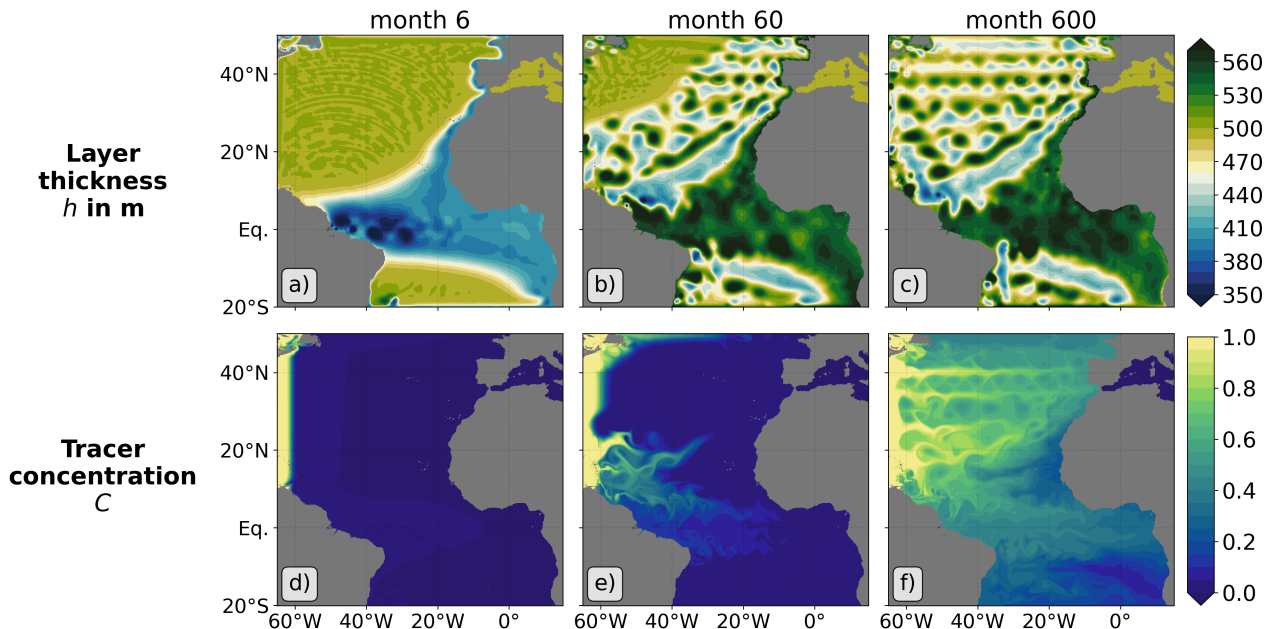 month 6
month 60
month 600
Layer
thickness
h in m
40°N
20°N
Eq.
20°S
a)
b)
c)
560
530
500
470
440
410
380
350
Tracer
concentration
C
40°N
20°N
Eq.
20°S
d)
e)
f)
1.0
0.8
0.6
0.4
0.2
0.0
60°W 40°W 20°W 0°
60°W 40°W 20°W 0°
60°W 40°W 20°W 0°